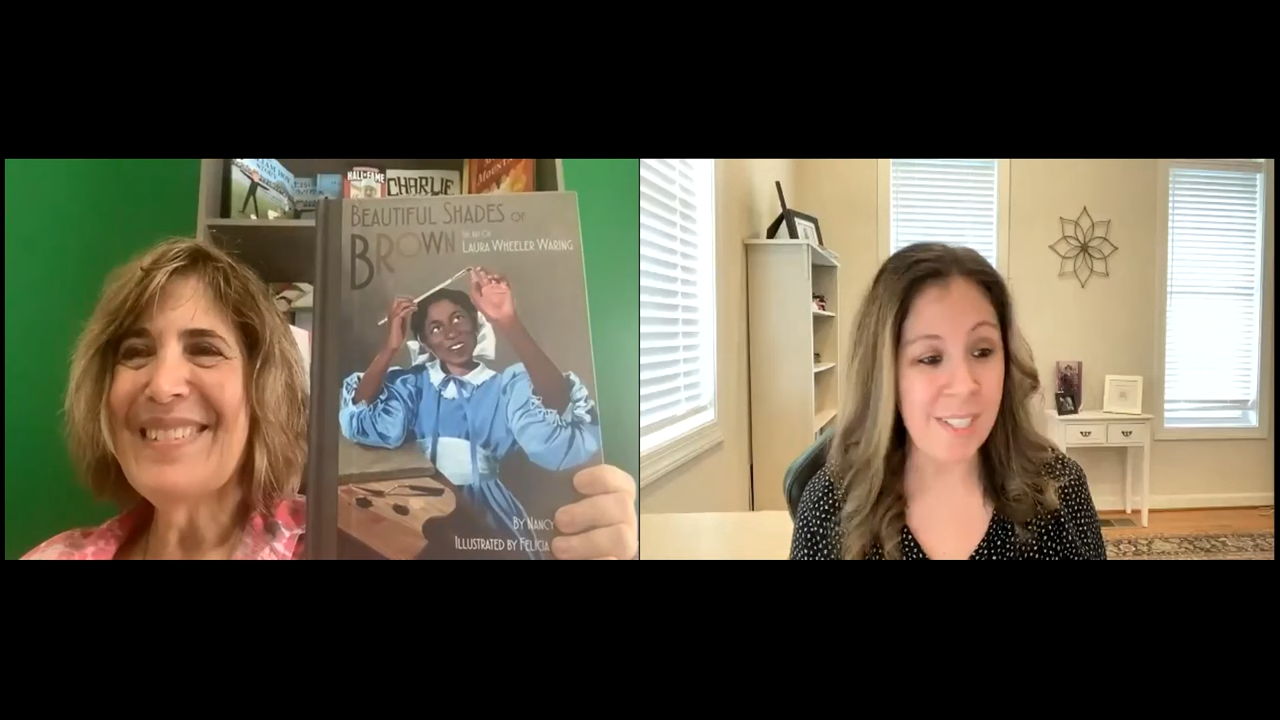 HALL of FAME
CHARLIE
MOUNTAIN
BEAUTIFUL SHADES OF
BROWN
THE ART OF
LAURA WHEELER WARING
BY NANCY
ILLUSTRATED BY FELICIA